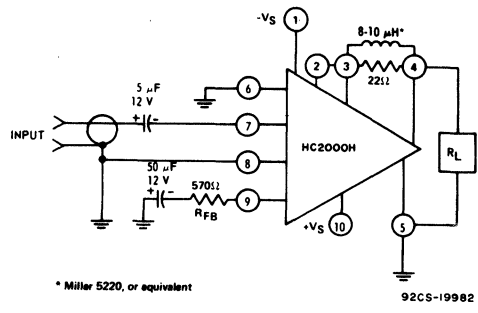 -VS
1
8-10 μH*
2
3
4
22Ω
5 μF
12 V
+ -
6
INPUT
7
HC2000H
RL
8
50 μF
12 V
+ -
570Ω
RFB
9
+VS
10
5
* Miller 5220, or equivalent
92CS-19982